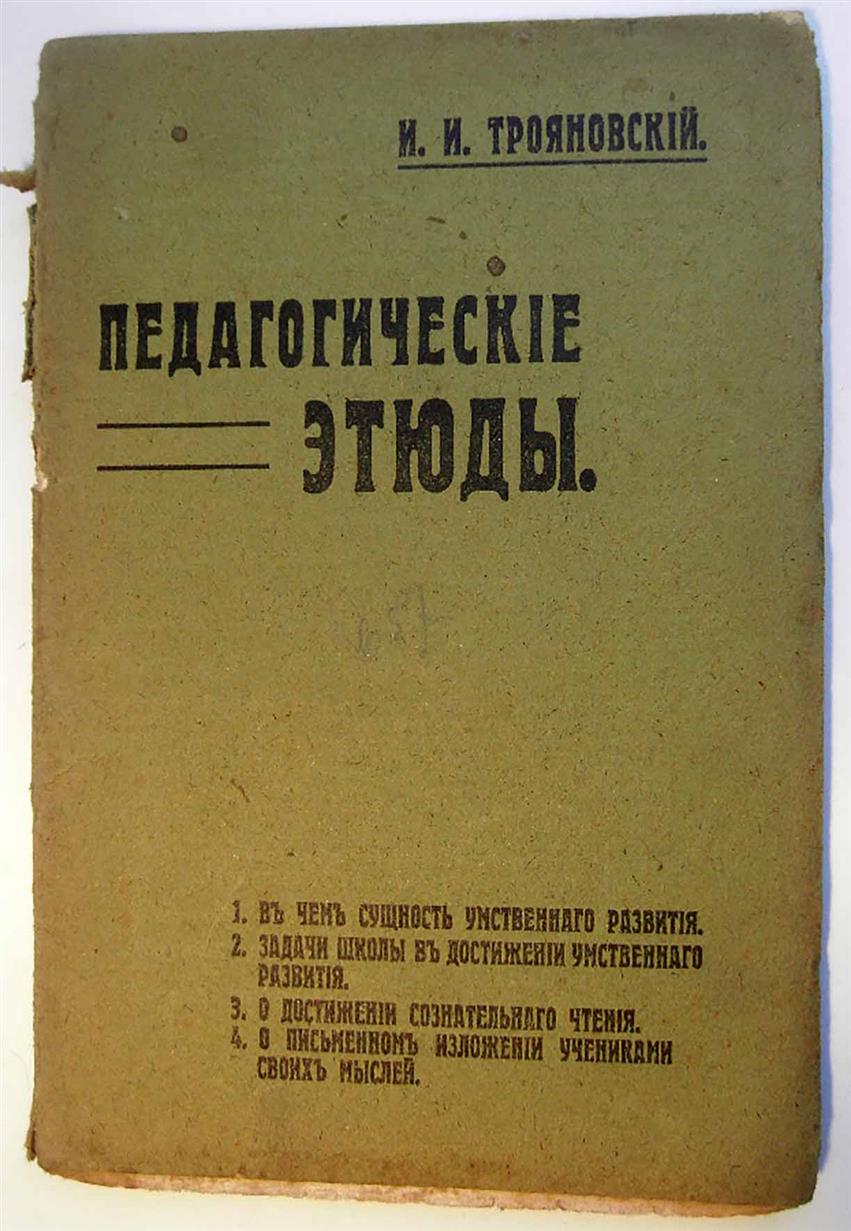 И. И. ТРОЯНОВСКІЙ.
ПЕДАГОГИЧЕСКІЕ
ЭТЮДЫ.
1. ВЪ ЧЕМЪ СУЩНОСТЬ УМСТВЕННАГО РАЗВИТІЯ.
2. ЗАДАЧИ ШКОЛЫ ВЪ ДОСТИЖЕНІИ УМСТВЕННАГО
РАЗВИТІЯ.
3. О ДОСТИЖЕНІИ СОЗНАТЕЛЬНАГО ЧТЕНІЯ.
4. О ПИСЬМЕННОМЪ ИЗЛОЖЕНІИ УЧЕНИКАМИ
СВОИХЪ МЫСЛЕЙ.